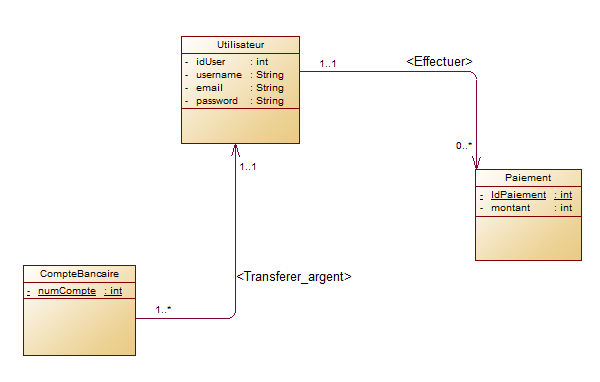 Utilisateur
- idUser : int
- username : String
- email : String
- password : String
1..1
<Effectuer>
0..*
Paiement
- IdPaiement : int
- montant : int
1..1
<Transferer_argent>
CompteBancaire
- numCompte : int
1..*